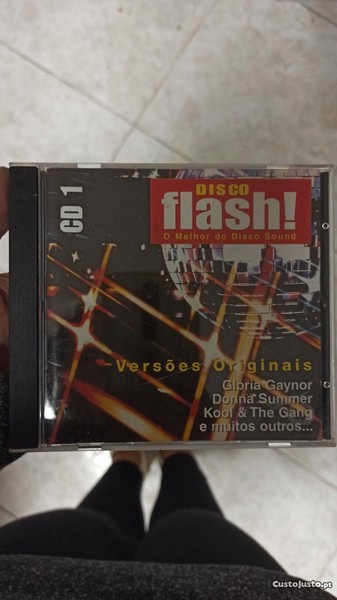 CD 1
DISCO
flash!
O Melhor do Disco Sound
Versões Originais
Gloria Gaynor
Donna Summer
Kool & The Gang
e muitos outros...
CustoJusto.pt